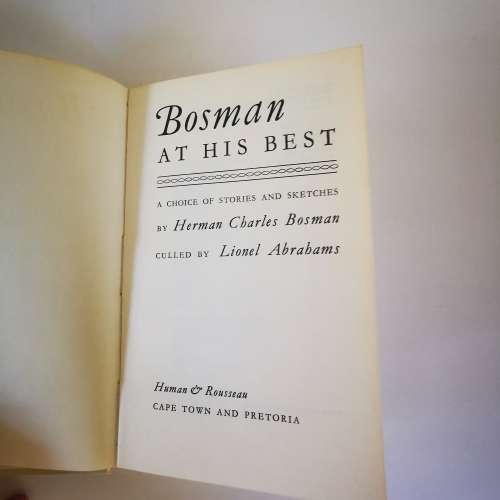 Bosman
AT HIS BEST
A CHOICE OF STORIES AND SKETCHES
BY Herman Charles Bosman
CULLED BY Lionel Abrahams
Human & Rousseau
CAPE TOWN AND PRETORIA